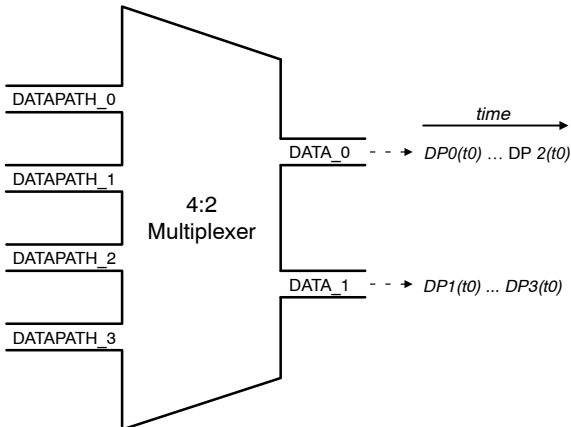 DATAPATH_0
time
DATA_0
DP0(t0) … DP 2(t0)
DATAPATH_1
4:2
Multiplexer
DATAPATH_2
DATA_1
DP1(t0) ... DP3(t0)
DATAPATH_3